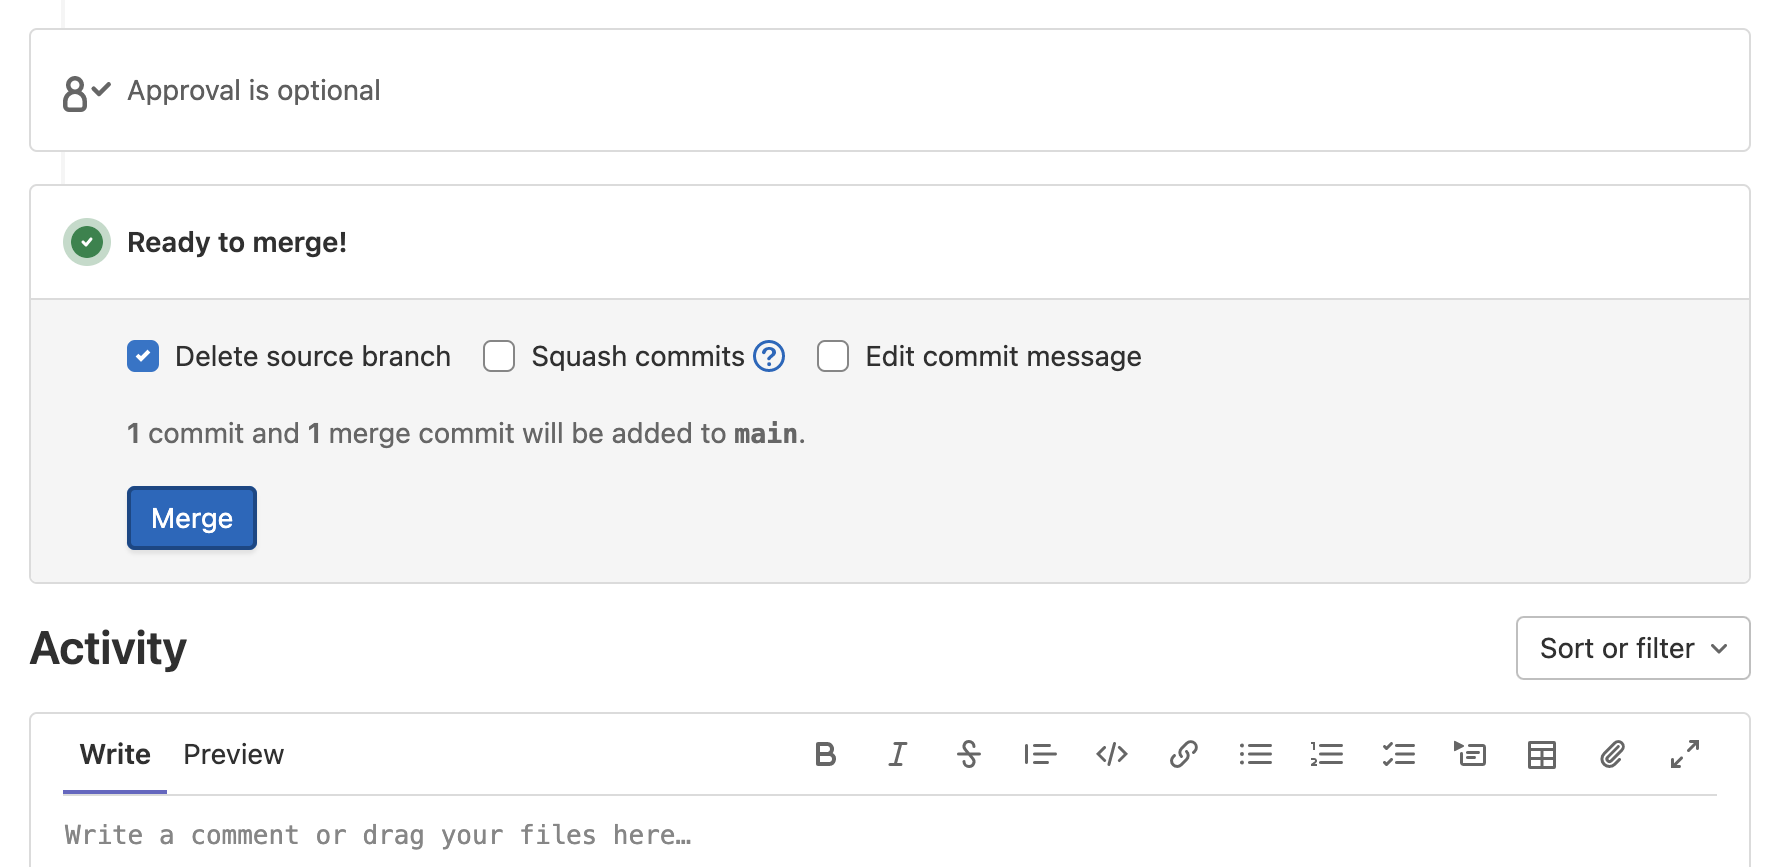 Approval is optional
Ready to merge!
Delete source branch Squash commits ? Edit commit message
1 commit and 1 merge commit will be added to main.
Merge
Activity
Sort or filter
Write Preview
Write a comment or drag your files here…